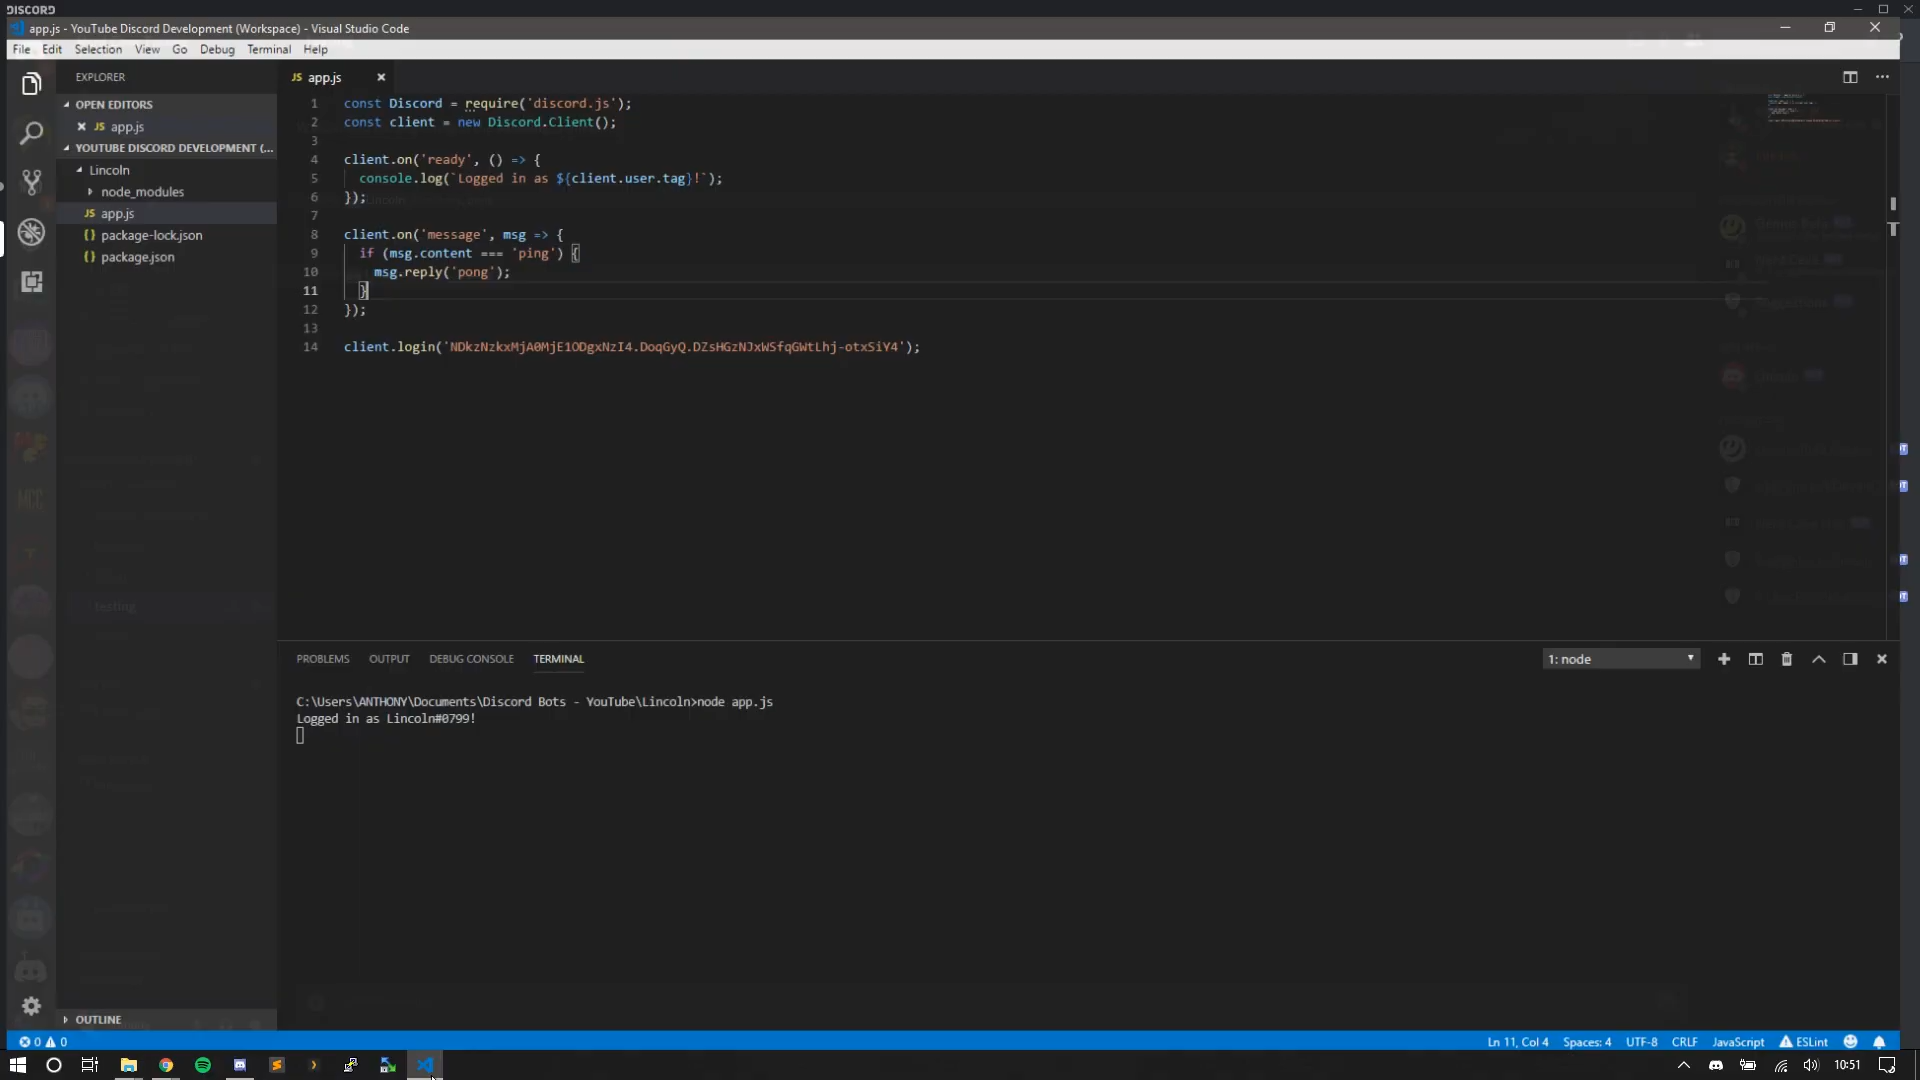 DISCORD
app.js - YouTube Discord Development (Workspace) - Visual Studio Code
File Edit Selection View Go Debug Terminal Help
EXPLORER
OPEN EDITORS
JS app.js
YOUTUBE DISCORD DEVELOPMENT (...
Lincoln
node_modules
JS app.js
{} package-lock.json
{} package.json
testing
OUTLINE
JS app.js
1 const Discord = require('discord.js');
2 const client = new Discord.Client();
3
4 client.on('ready', () => {
5 console.log(`Logged in as ${client.user.tag}!`);
6 });
7
8 client.on('message', msg => {
9 if (msg.content === 'ping') {
10 msg.reply('pong');
11 }
12 });
13
14 client.login('NDkzNzkxMjA0MjE1ODgxNzI4.DoqGyQ.DZsHGzNJxWSfqGWtLhj-otxSiY4');
PROBLEMS OUTPUT DEBUG CONSOLE TERMINAL
1: node
C:\Users\ANTHONY\Documents\Discord Bots - YouTube\Lincoln>node app.js
Logged in as Lincoln#0799!
0 0
Ln 11, Col 4 Spaces: 4 UTF-8 CRLF JavaScript ESLint
10:51